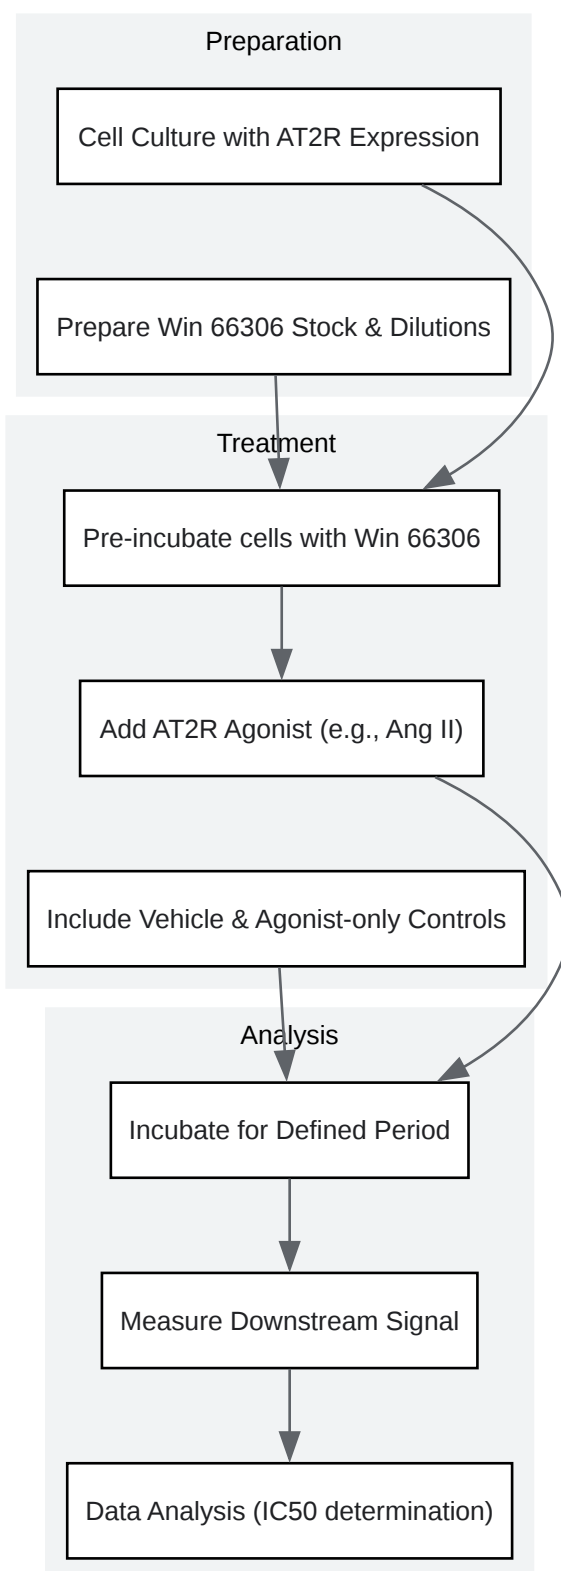 Preparation
Cell Culture with AT2R Expression
Prepare Win 66306 Stock & Dilutions
Treatment
Pre-incubate cells with Win 66306
Add AT2R Agonist (e.g., Ang II)
Include Vehicle & Agonist-only Controls
Analysis
Incubate for Defined Period
Measure Downstream Signal
Data Analysis (IC50 determination)